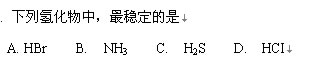 . 下列氢化物中，最稳定的是↓
A. HBr B. NH₃ C. H₂S D. HCl↓